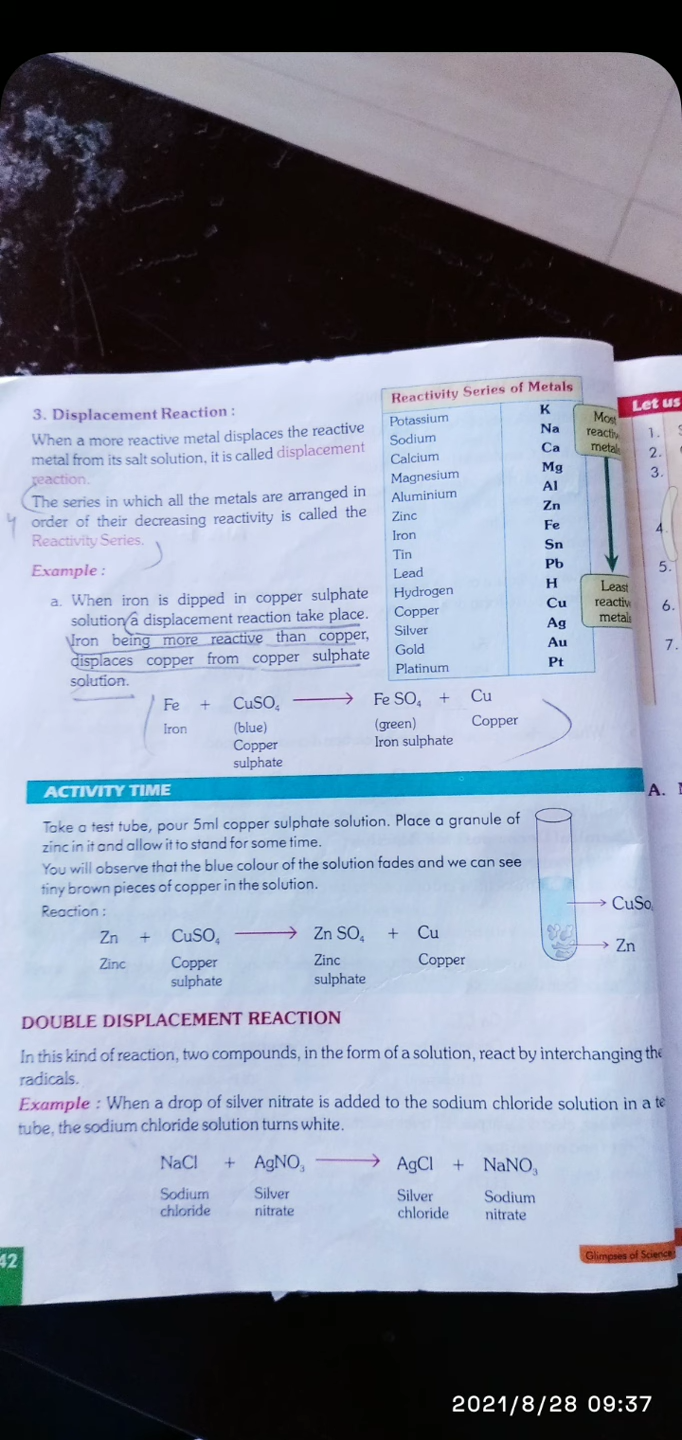 3. Displacement Reaction :
When a more reactive metal displaces the reactive
metal from its salt solution, it is called displacement
reaction.
The series in which all the metals are arranged in
order of their decreasing reactivity is called the
Reactivity Series.
Example :
a. When iron is dipped in copper sulphate
solution a displacement reaction take place.
Iron being more reactive than copper,
displaces copper from copper sulphate
solution.
Reactivity Series of Metals
Potassium K
Sodium Na
Calcium Ca
Magnesium Mg
Aluminium Al
Zinc Zn
Iron Fe
Tin Sn
Lead Pb
Hydrogen H
Copper Cu
Silver Ag
Gold Au
Platinum Pt
Most
metal
Least
metal
Fe + CuSO₄ → Fe SO₄ + Cu
Iron (blue) (green) Copper
Copper Iron sulphate
sulphate
ACTIVITY TIME
Take a test tube, pour 5ml copper sulphate solution. Place a granule of
zinc in it and allow it to stand for some time.
You will observe that the blue colour of the solution fades and we can see
tiny brown pieces of copper in the solution.
Reaction :
Zn + CuSO₄ → Zn SO₄ + Cu
Zinc Copper Zinc Copper
sulphate sulphate
CuSo₄
Zn
DOUBLE DISPLACEMENT REACTION
In this kind of reaction, two compounds, in the form of a solution, react by interchanging the
radicals.
Example : When a drop of silver nitrate is added to the sodium chloride solution in a te
tube, the sodium chloride solution turns white.
NaCl + AgNO₃ → AgCl + NaNO₃
Sodium Silver Silver Sodium
chloride nitrate chloride nitrate
42
Glimpses of Science
Let us
1.
2.
3.
4.
5.
6.
7.
A.
2021/8/28 09:37